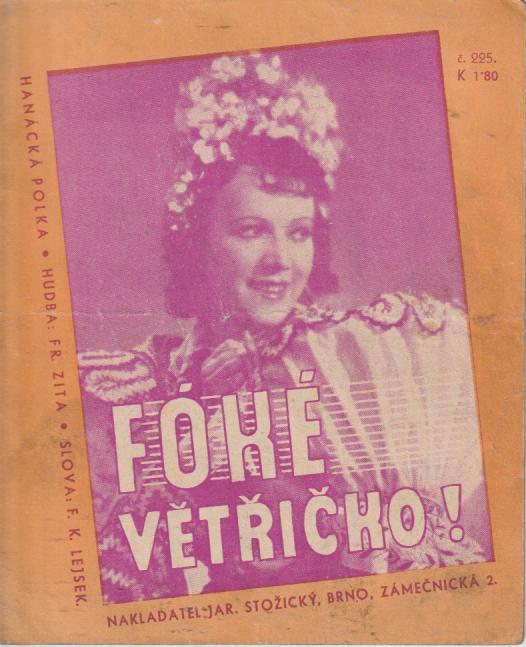 č. 225.
K 1·80
HANÁCKÁ POLKA • HUDBA: FR. ZITA • SLOVA: F. K. LEJSEK.
FÓKÉ
VĚTŘIČKO!
NAKLADATEL JAR. STOŽICKÝ, BRNO, ZÁMEČNICKÁ 2.